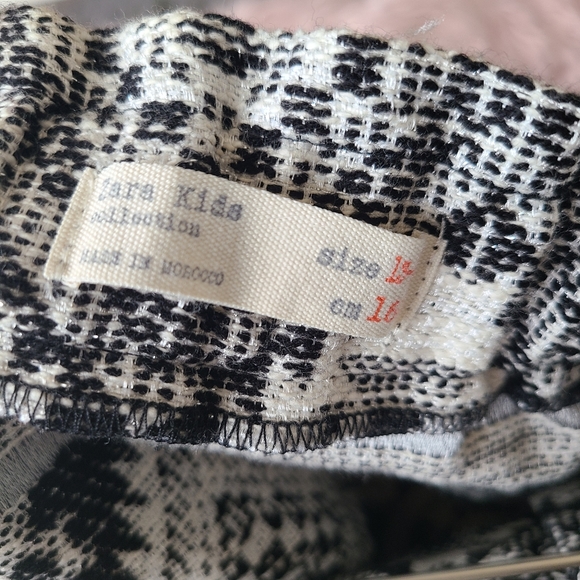 Zara Kids
collection
MADE IN MOROCCO
size
cm